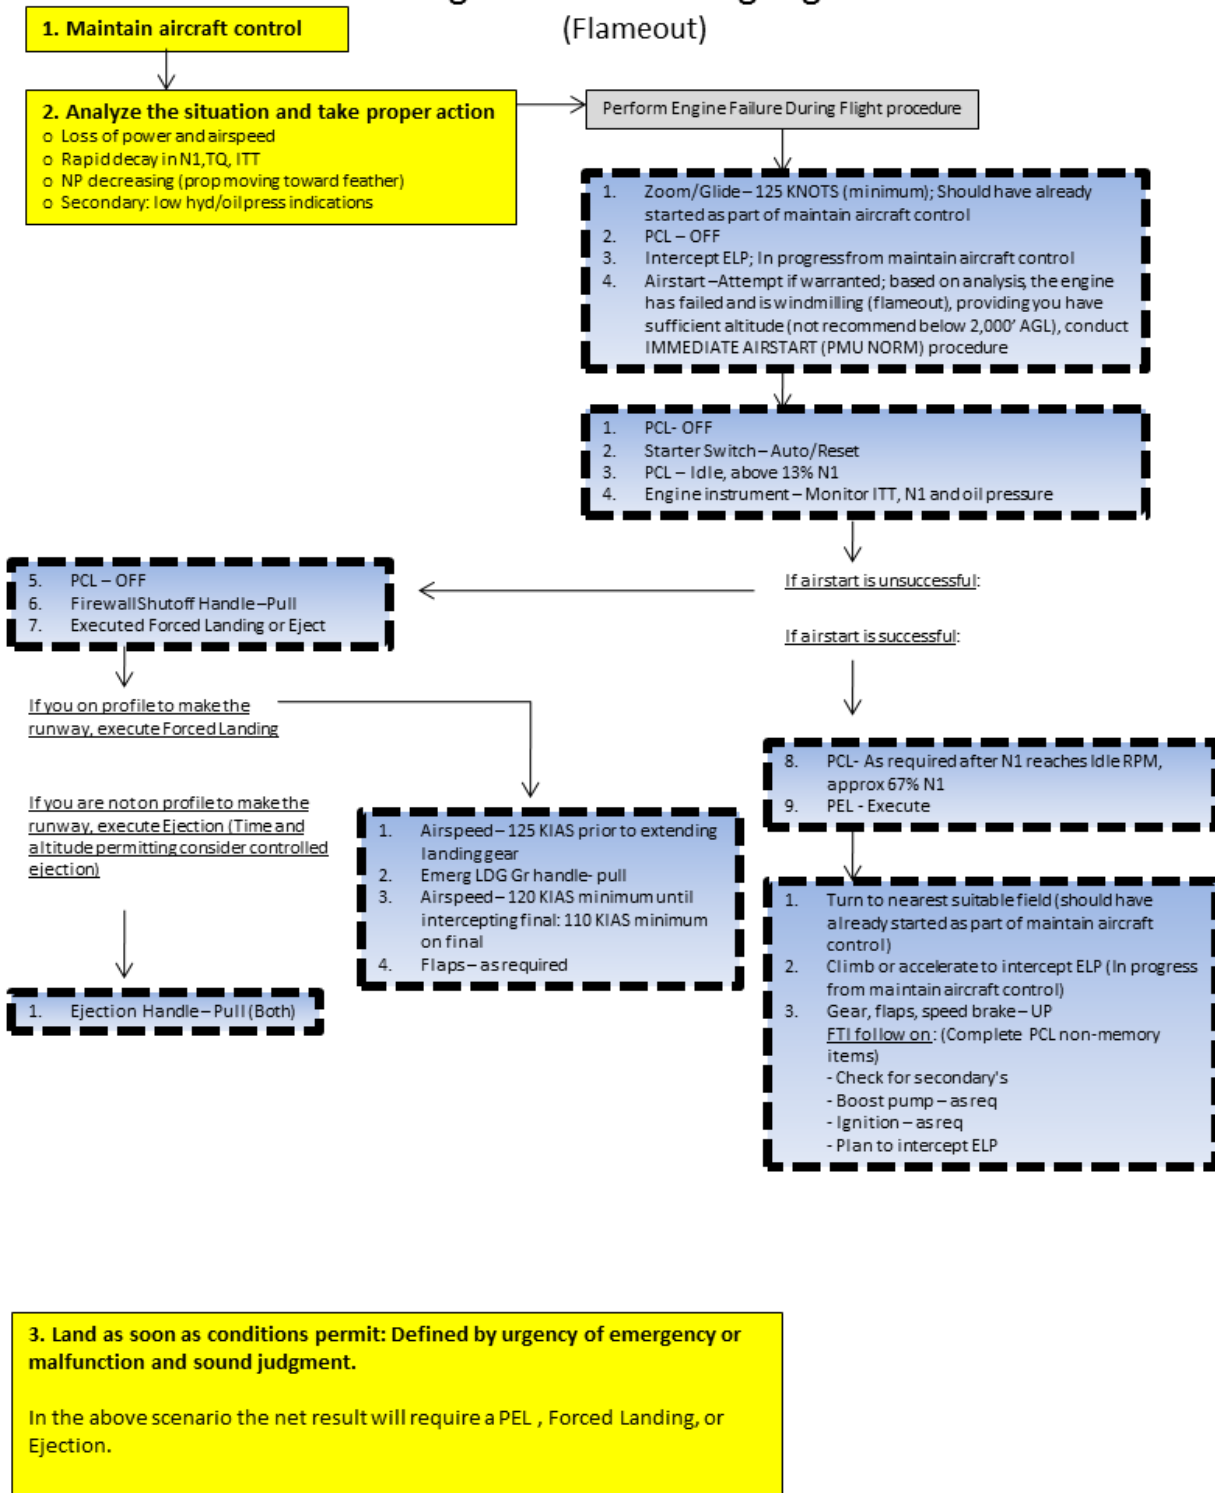 (Flameout)
1. Maintain aircraft control
2. Analyze the situation and take proper action
o Loss of power and airspeed
o Rapid decay in N1,TQ, ITT
o NP decreasing (prop moving toward feather)
o Secondary: low hyd/oil press indications
Perform Engine Failure During Flight procedure
1. Zoom/Glide – 125 KNOTS (minimum); Should have already
started as part of maintain aircraft control
2. PCL – OFF
3. Intercept ELP; In progress from maintain aircraft control
4. Airstart –Attempt if warranted; based on analysis, the engine
has failed and is windmilling (flameout), providing you have
sufficient altitude (not recommend below 2,000’ AGL), conduct
IMMEDIATE AIRSTART (PMU NORM) procedure
1. PCL- OFF
2. Starter Switch – Auto/Reset
3. PCL – Idle, above 13% N1
4. Engine instrument – Monitor ITT, N1 and oil pressure
If airstart is unsuccessful:
5. PCL – OFF
6. Firewall Shutoff Handle –Pull
7. Executed Forced Landing or Eject
If airstart is successful:
If you on profile to make the
runway, execute Forced Landing
If you are not on profile to make the
runway, execute Ejection (Time and
altitude permitting consider controlled
ejection)
1. Ejection Handle – Pull (Both)
1. Airspeed – 125 KIAS prior to extending
landing gear
2. Emerg LDG Gr handle- pull
3. Airspeed – 120 KIAS minimum until
intercepting final: 110 KIAS minimum
on final
4. Flaps – as required
8. PCL- As required after N1 reaches Idle RPM,
approx 67% N1
9. PEL - Execute
1. Turn to nearest suitable field (should have
already started as part of maintain aircraft
control)
2. Climb or accelerate to intercept ELP (In progress
from maintain aircraft control)
3. Gear, flaps, speed brake – UP
FTI follow on: (Complete PCL non-memory
items)
- Check for secondary's
- Boost pump – as req
- Ignition – as req
- Plan to intercept ELP
3. Land as soon as conditions permit: Defined by urgency of emergency or
malfunction and sound judgment.
In the above scenario the net result will require a PEL , Forced Landing, or
Ejection.